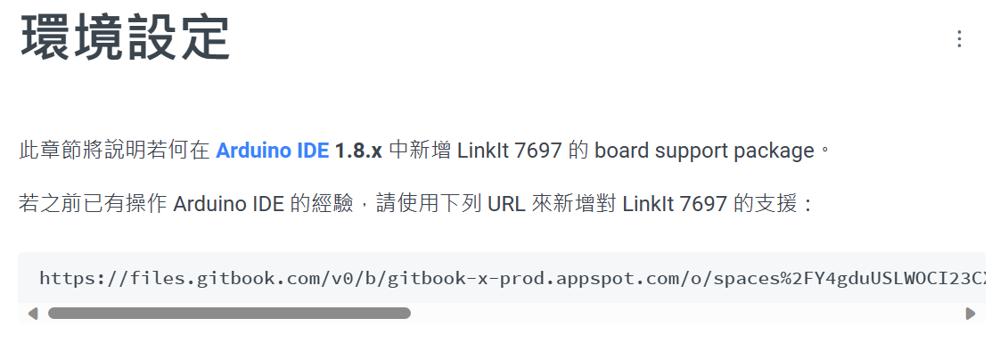 環境設定
此章節將說明若何在 Arduino IDE 1.8.x 中新增 LinkIt 7697 的 board support package。
若之前已有操作 Arduino IDE 的經驗，請使用下列 URL 來新增對 LinkIt 7697 的支援：
https://files.gitbook.com/v0/b/gitbook-x-prod.appspot.com/o/spaces%2FY4gduUSLWOCI23C